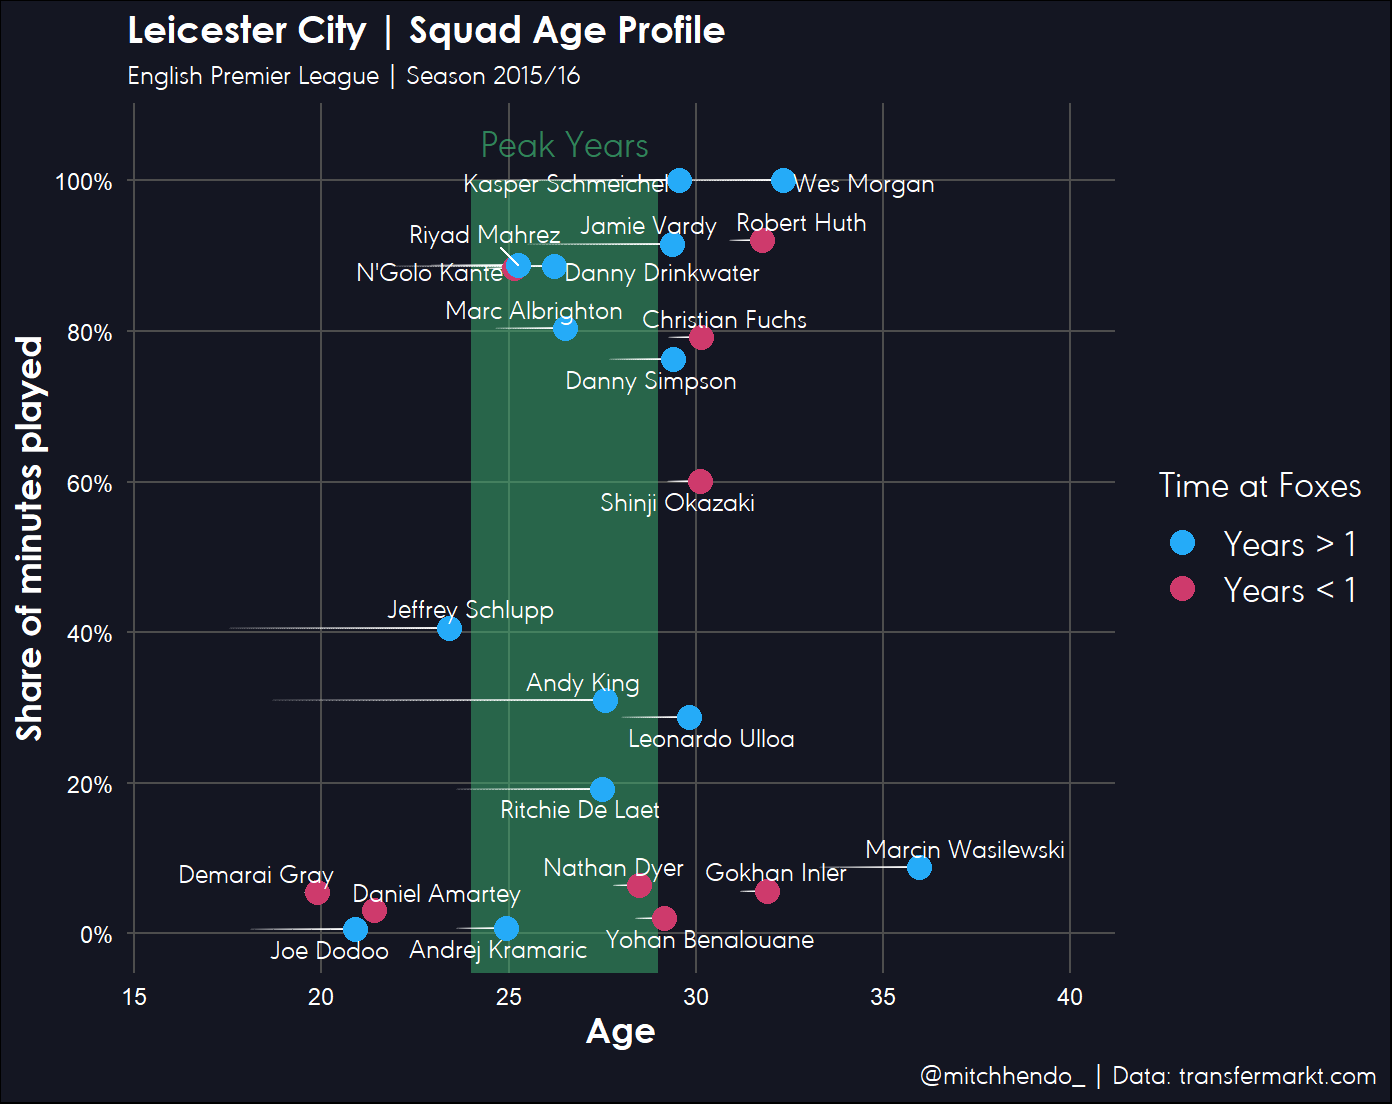 Leicester City | Squad Age Profile
English Premier League | Season 2015/16
Peak Years
100%
Kasper Schmeichel
Wes Morgan
Riyad Mahrez
Jamie Vardy
Robert Huth
N'Golo Kante
Danny Drinkwater
Marc Albrighton
Christian Fuchs
80%
Danny Simpson
60%
Shinji Okazaki
Time at Foxes
Years > 1
Years < 1
Jeffrey Schlupp
40%
Andy King
Leonardo Ulloa
20%
Ritchie De Laet
Marcin Wasilewski
Demarai Gray
Nathan Dyer
Gokhan Inler
Daniel Amartey
0%
Joe Dodoo
Andrej Kramaric
Yohan Benalouane
Share of minutes played
15 20 25 30 35 40
Age
@mitchhendo_ | Data: transfermarkt.com